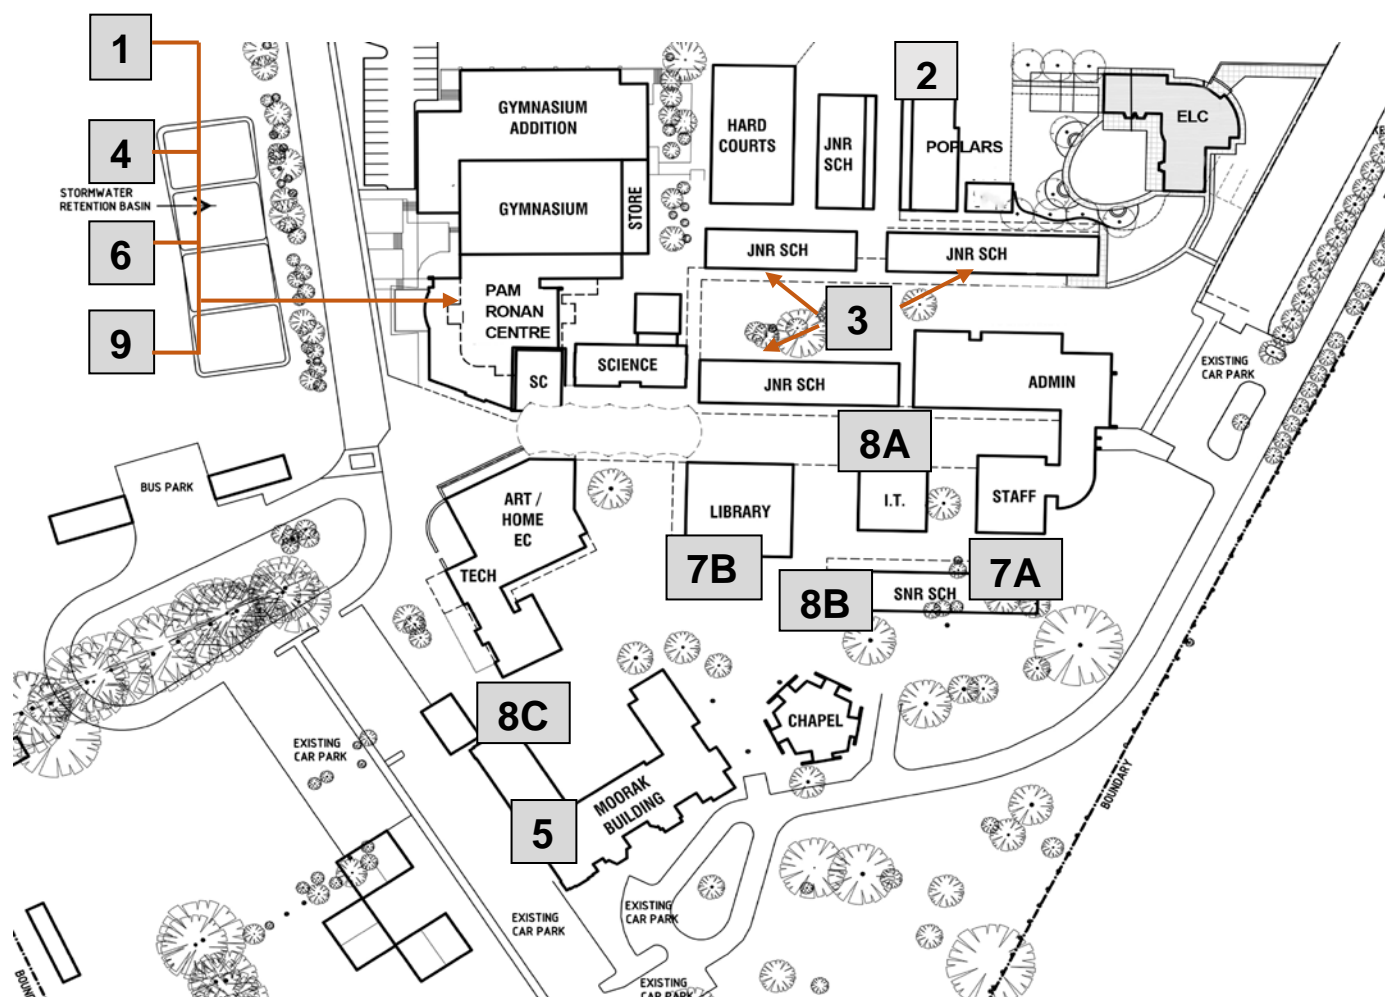 1
2
4
6
9
STORMWATER
RETENTION BASIN
GYMNASIUM
ADDITION
GYMNASIUM
STORE
HARD
COURTS
JNR
SCH
POPLARS
ELC
JNR SCH
JNR SCH
PAM
RONAN
CENTRE
3
SC
SCIENCE
JNR SCH
ADMIN
EXISTING
CAR PARK
8A
BUS PARK
ART /
HOME
EC
TECH
LIBRARY
I.T.
STAFF
7B
7A
8B
SNR SCH
8C
CHAPEL
EXISTING
CAR PARK
MOORAK
BUILDING
5
BOUNDARY
EXISTING
CAR PARK
EXISTING
CAR PARK
EXISTING
CAR PARK